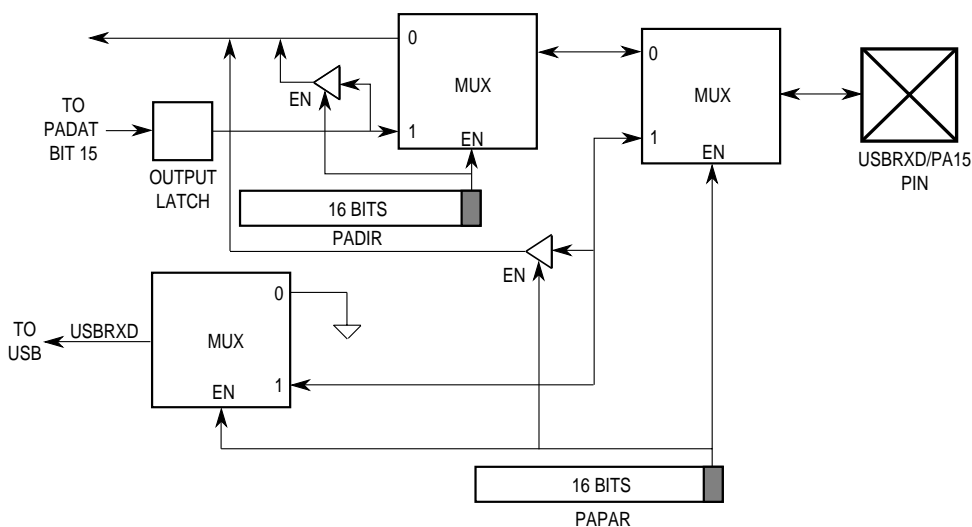 0
MUX
1
EN
EN
0
MUX
1
EN
USBRXD/PA15
PIN
TO
PADAT
BIT 15
OUTPUT
LATCH
16 BITS
PADIR
EN
TO
USB
USBRXD
0
MUX
EN
1
16 BITS
PAPAR